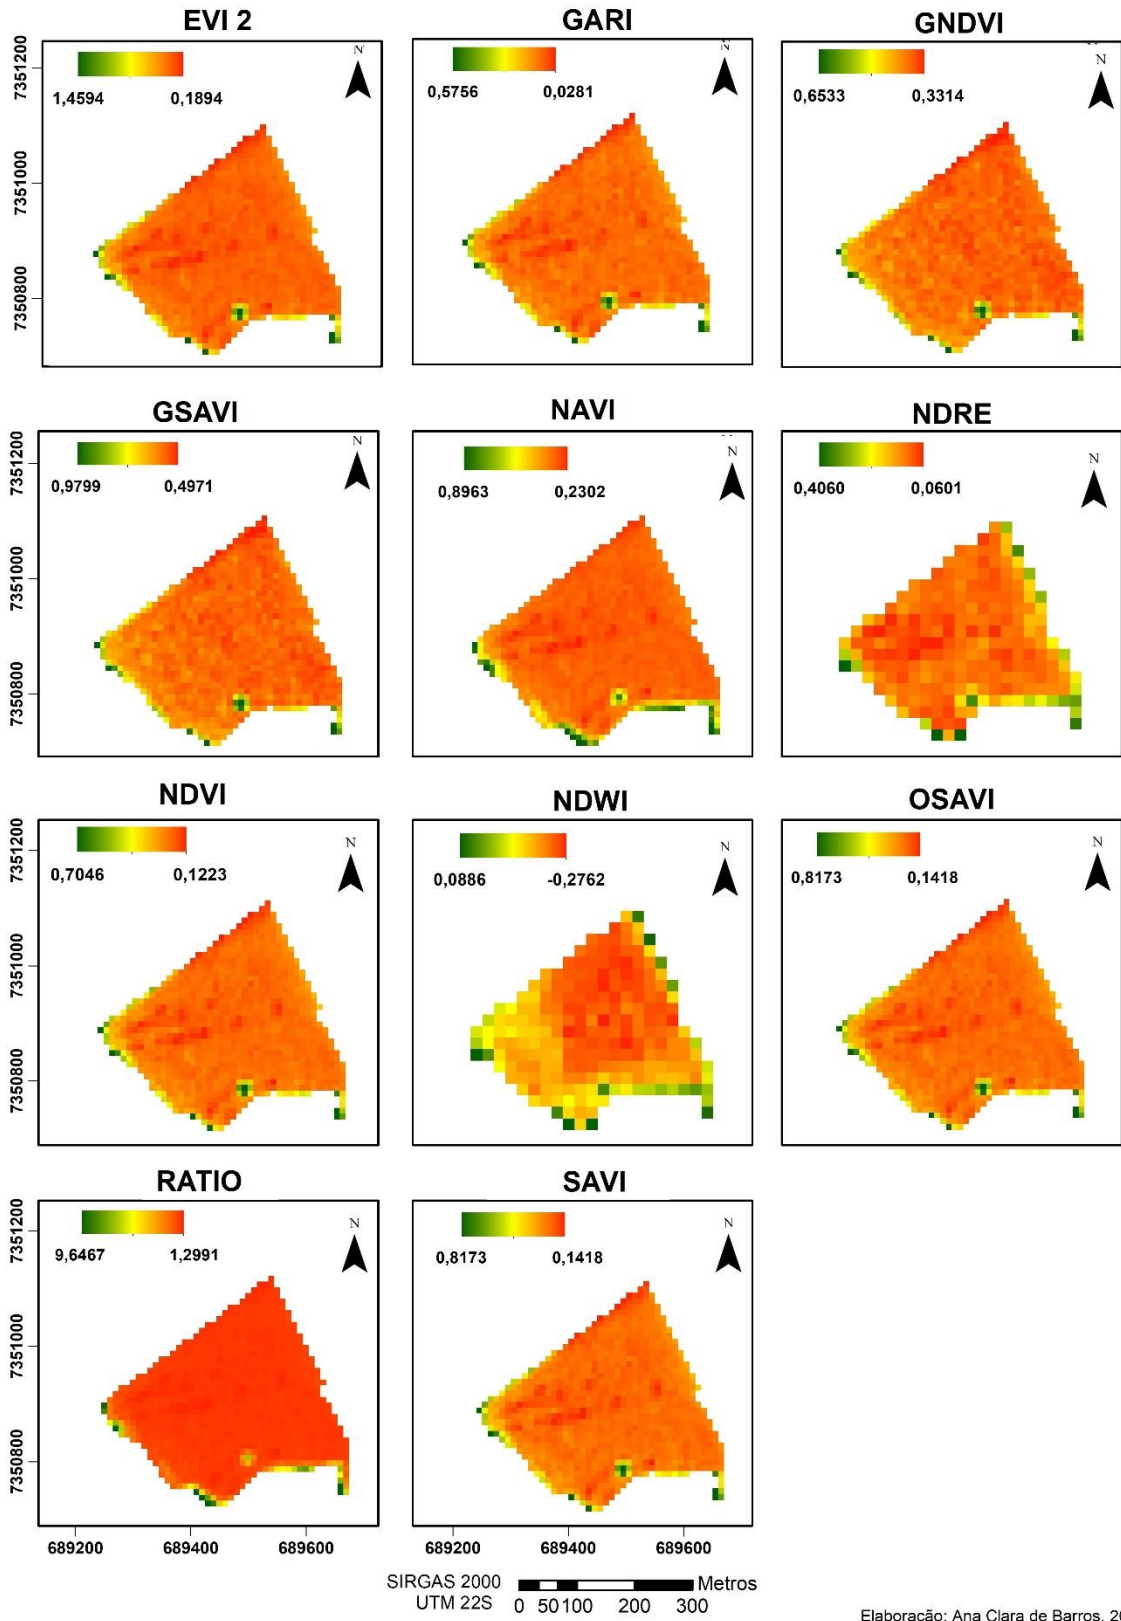 EVI 2 GARI GNDVI
7351200
N
1,4594 0,1894
0,5756 0,0281
N
0,6533 0,3314
7351000
7350800
GSAVI NAVI NDRE
7351200
N
0,9799 0,4971
N
0,8963 0,2302
N
0,4060 0,0601
7351000
7350800
NDVI NDWI OSAVI
7351200
N
0,7046 0,1223
N
0,0886 -0,2762
N
0,8173 0,1418
7351000
7350800
RATIO SAVI
7351200
N
9,6467 1,2991
N
0,8173 0,1418
7351000
7350800
689200 689400 689600 689200 689400 689600
SIRGAS 2000 Metros
UTM 22S 0 50 100 200 300
Elaboração: Ana Clara de Barros, 20